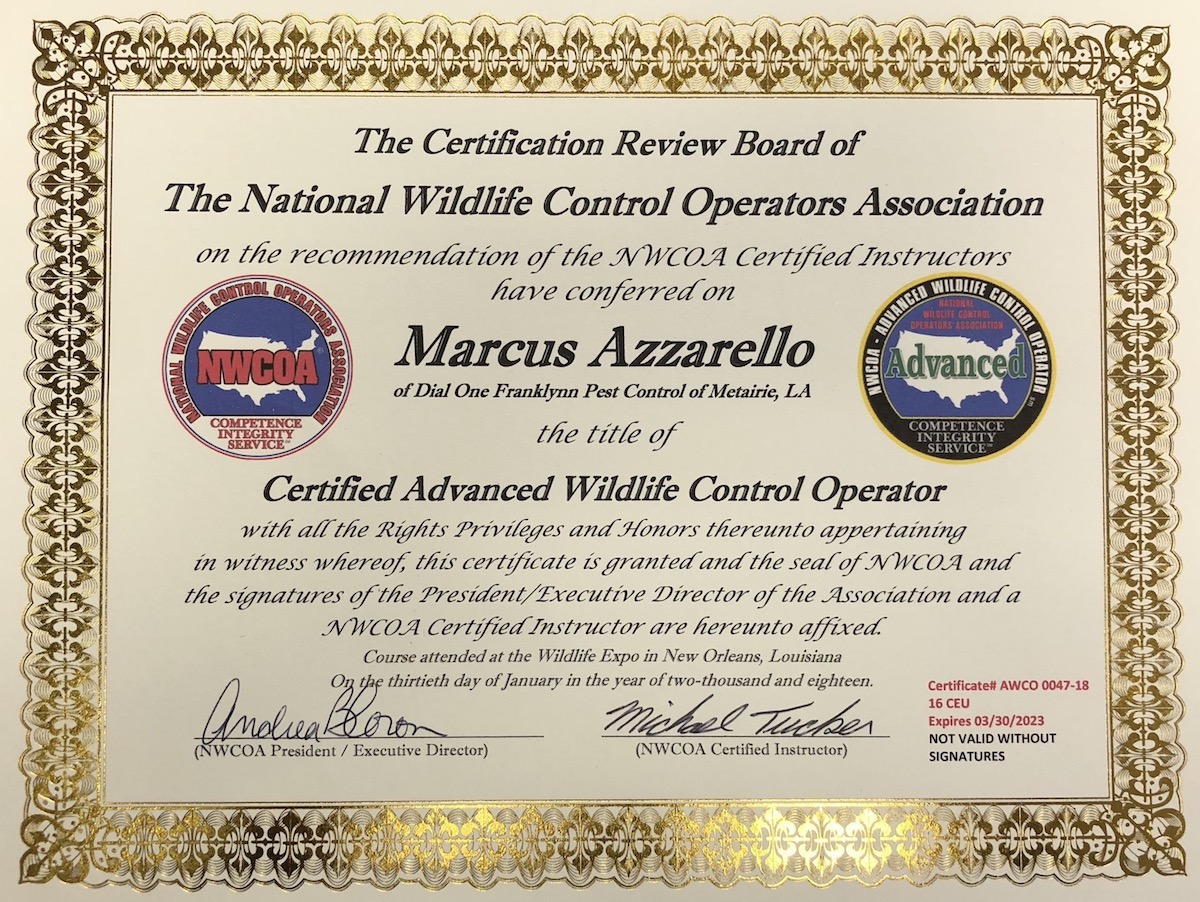 The Certification Review Board of
The National Wildlife Control Operators Association
on the recommendation of the NWCOA Certified Instructors
have conferred on
NATIONAL WILDLIFE CONTROL OPERATORS ASSOCIATION
NWCOA®
COMPETENCE
INTEGRITY
SERVICE℠
Marcus Azzarello
of Dial One Franklynn Pest Control of Metairie, LA
NWCOA - ADVANCED WILDLIFE CONTROL OPERATOR
NATIONAL
WILDLIFE CONTROL
OPERATORS ASSOCIATION
Advanced
sm
COMPETENCE
INTEGRITY
SERVICE℠
the title of
Certified Advanced Wildlife Control Operator
with all the Rights Privileges and Honors thereunto appertaining
in witness whereof, this certificate is granted and the seal of NWCOA and
the signatures of the President/Executive Director of the Association and a
NWCOA Certified Instructor are hereunto affixed.
Course attended at the Wildlife Expo in New Orleans, Louisiana
On the thirtieth day of January in the year of two-thousand and eighteen.
Andrea
(NWCOA President / Executive Director)
Michael Tucker
(NWCOA Certified Instructor)
Certificate# AWCO 0047-18
16 CEU
Expires 03/30/2023
NOT VALID WITHOUT
SIGNATURES